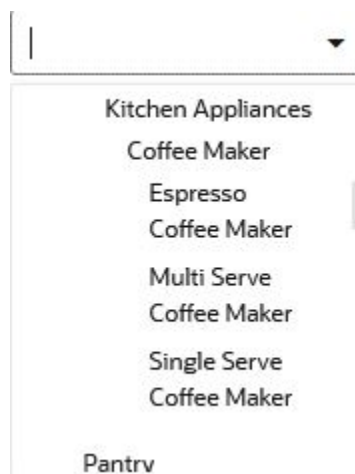 Kitchen Appliances
Coffee Maker
Espresso
Coffee Maker
Multi Serve
Coffee Maker
Single Serve
Coffee Maker
Pantry